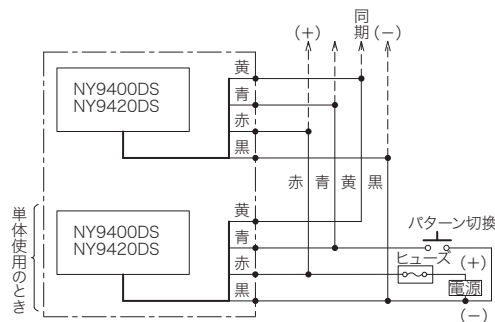 同期
(+)
(−)
黄
NY9400DS
NY9420DS
青
赤
黒
赤 青 黄 黒
単体使用のとき
黄
NY9400DS
NY9420DS
青
赤
黒
パターン切換
ヒューズ
(+)
電源
(−)